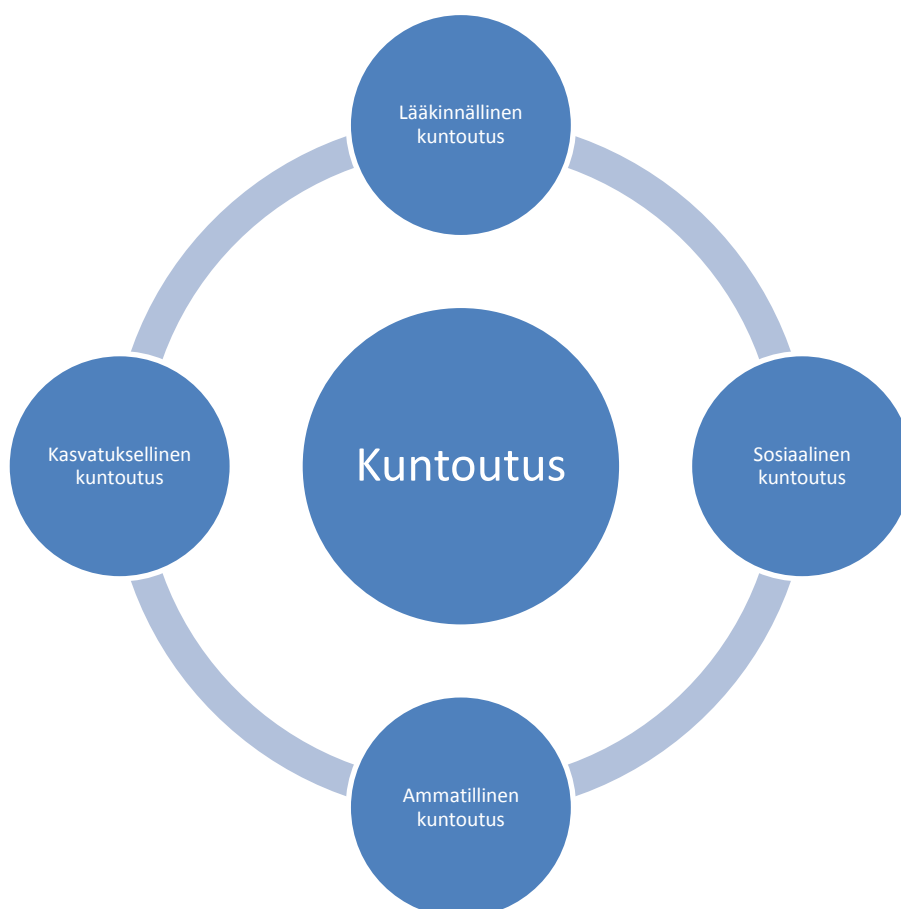 Lääkinnällinen
kuntoutus
Kasvatuksellinen
kuntoutus
Kuntoutus
Sosiaalinen
kuntoutus
Ammatillinen
kuntoutus